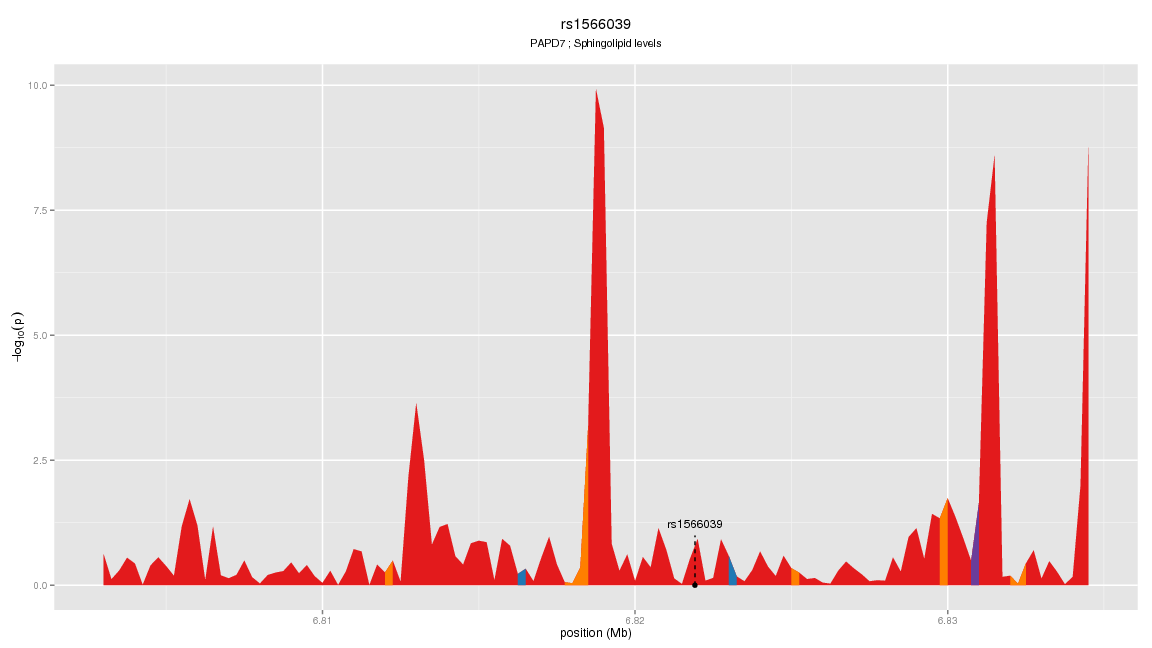 rs1566039
PAPD7 ; Sphingolipid levels
10.0
7.5
5.0
2.5
0.0
−log10(p)
rs1566039
6.81
6.82
6.83
position (Mb)